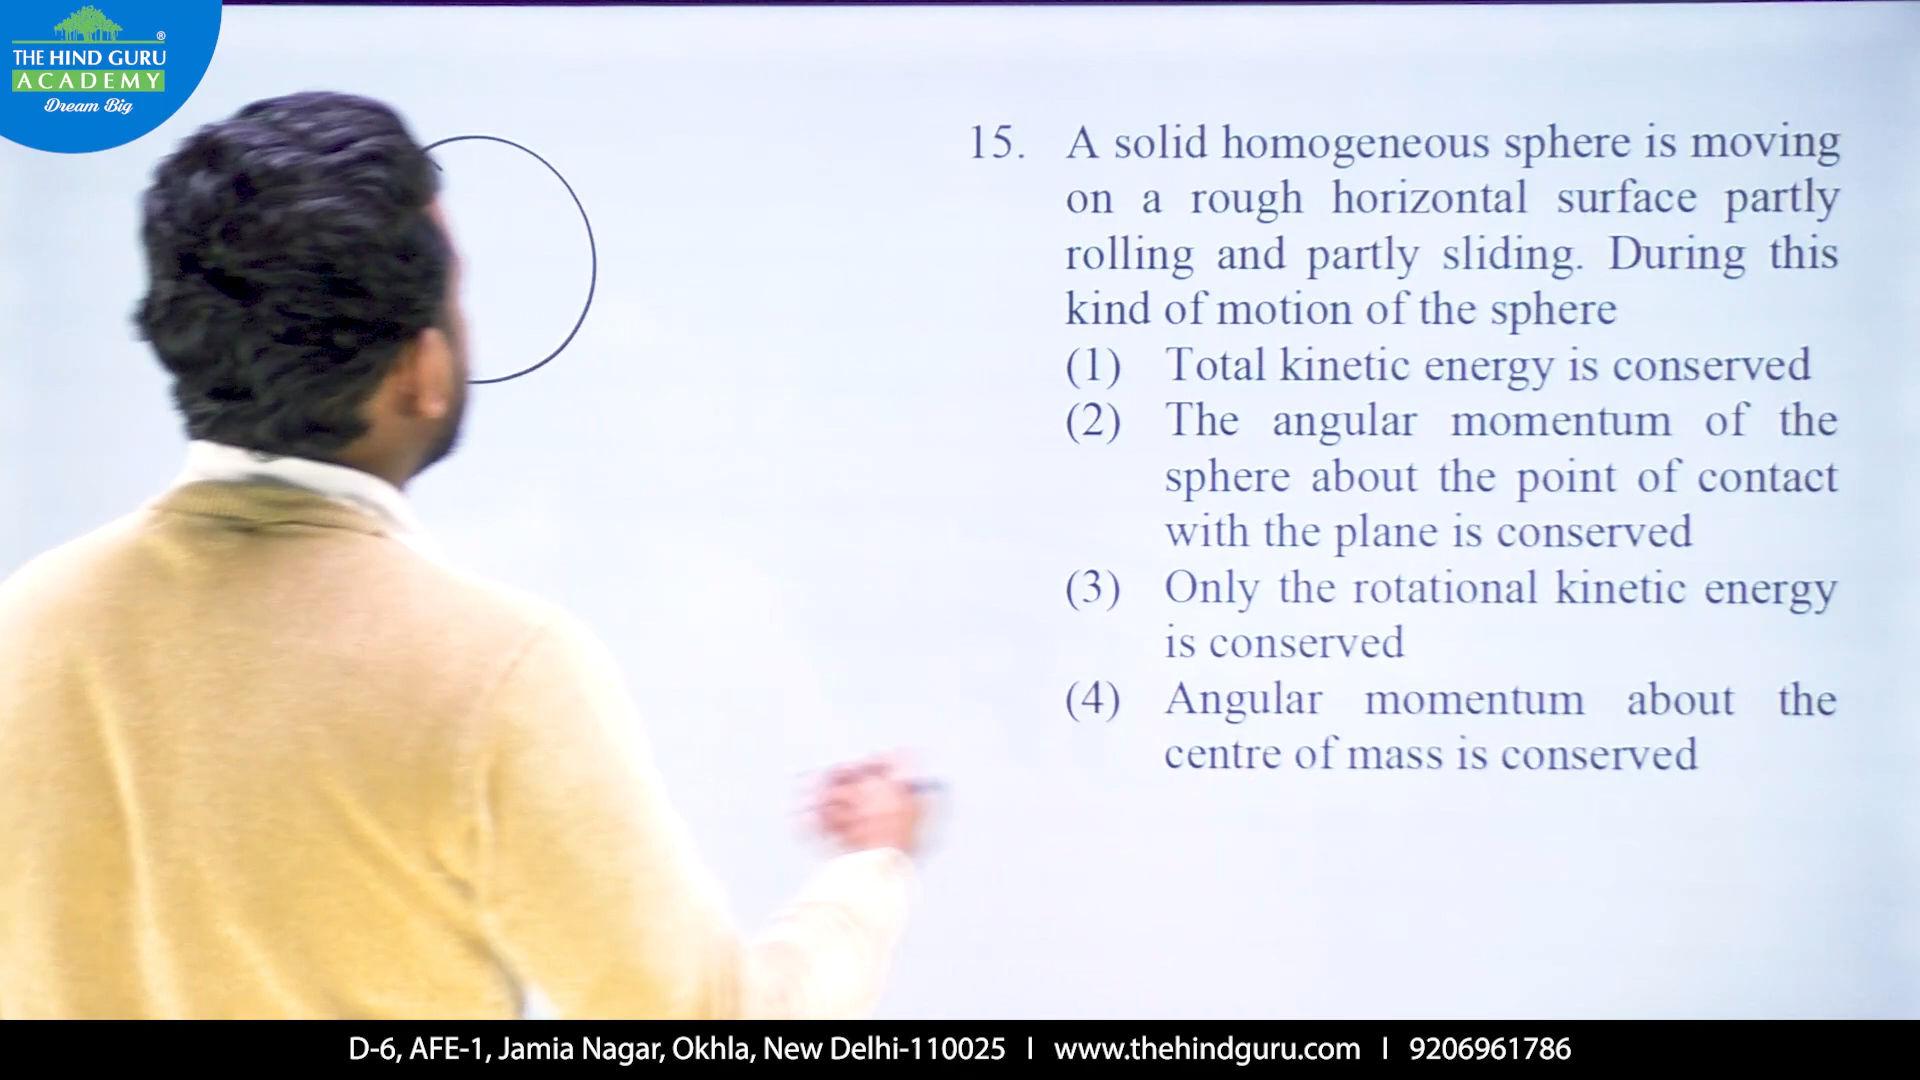 THE HIND GURU
ACADEMY
Dream Big
®
15. A solid homogeneous sphere is moving
on a rough horizontal surface partly
rolling and partly sliding. During this
kind of motion of the sphere
(1) Total kinetic energy is conserved
(2) The angular momentum of the
sphere about the point of contact
with the plane is conserved
(3) Only the rotational kinetic energy
is conserved
(4) Angular momentum about the
centre of mass is conserved
D-6, AFE-1, Jamia Nagar, Okhla, New Delhi-110025 | www.thehindguru.com | 9206961786